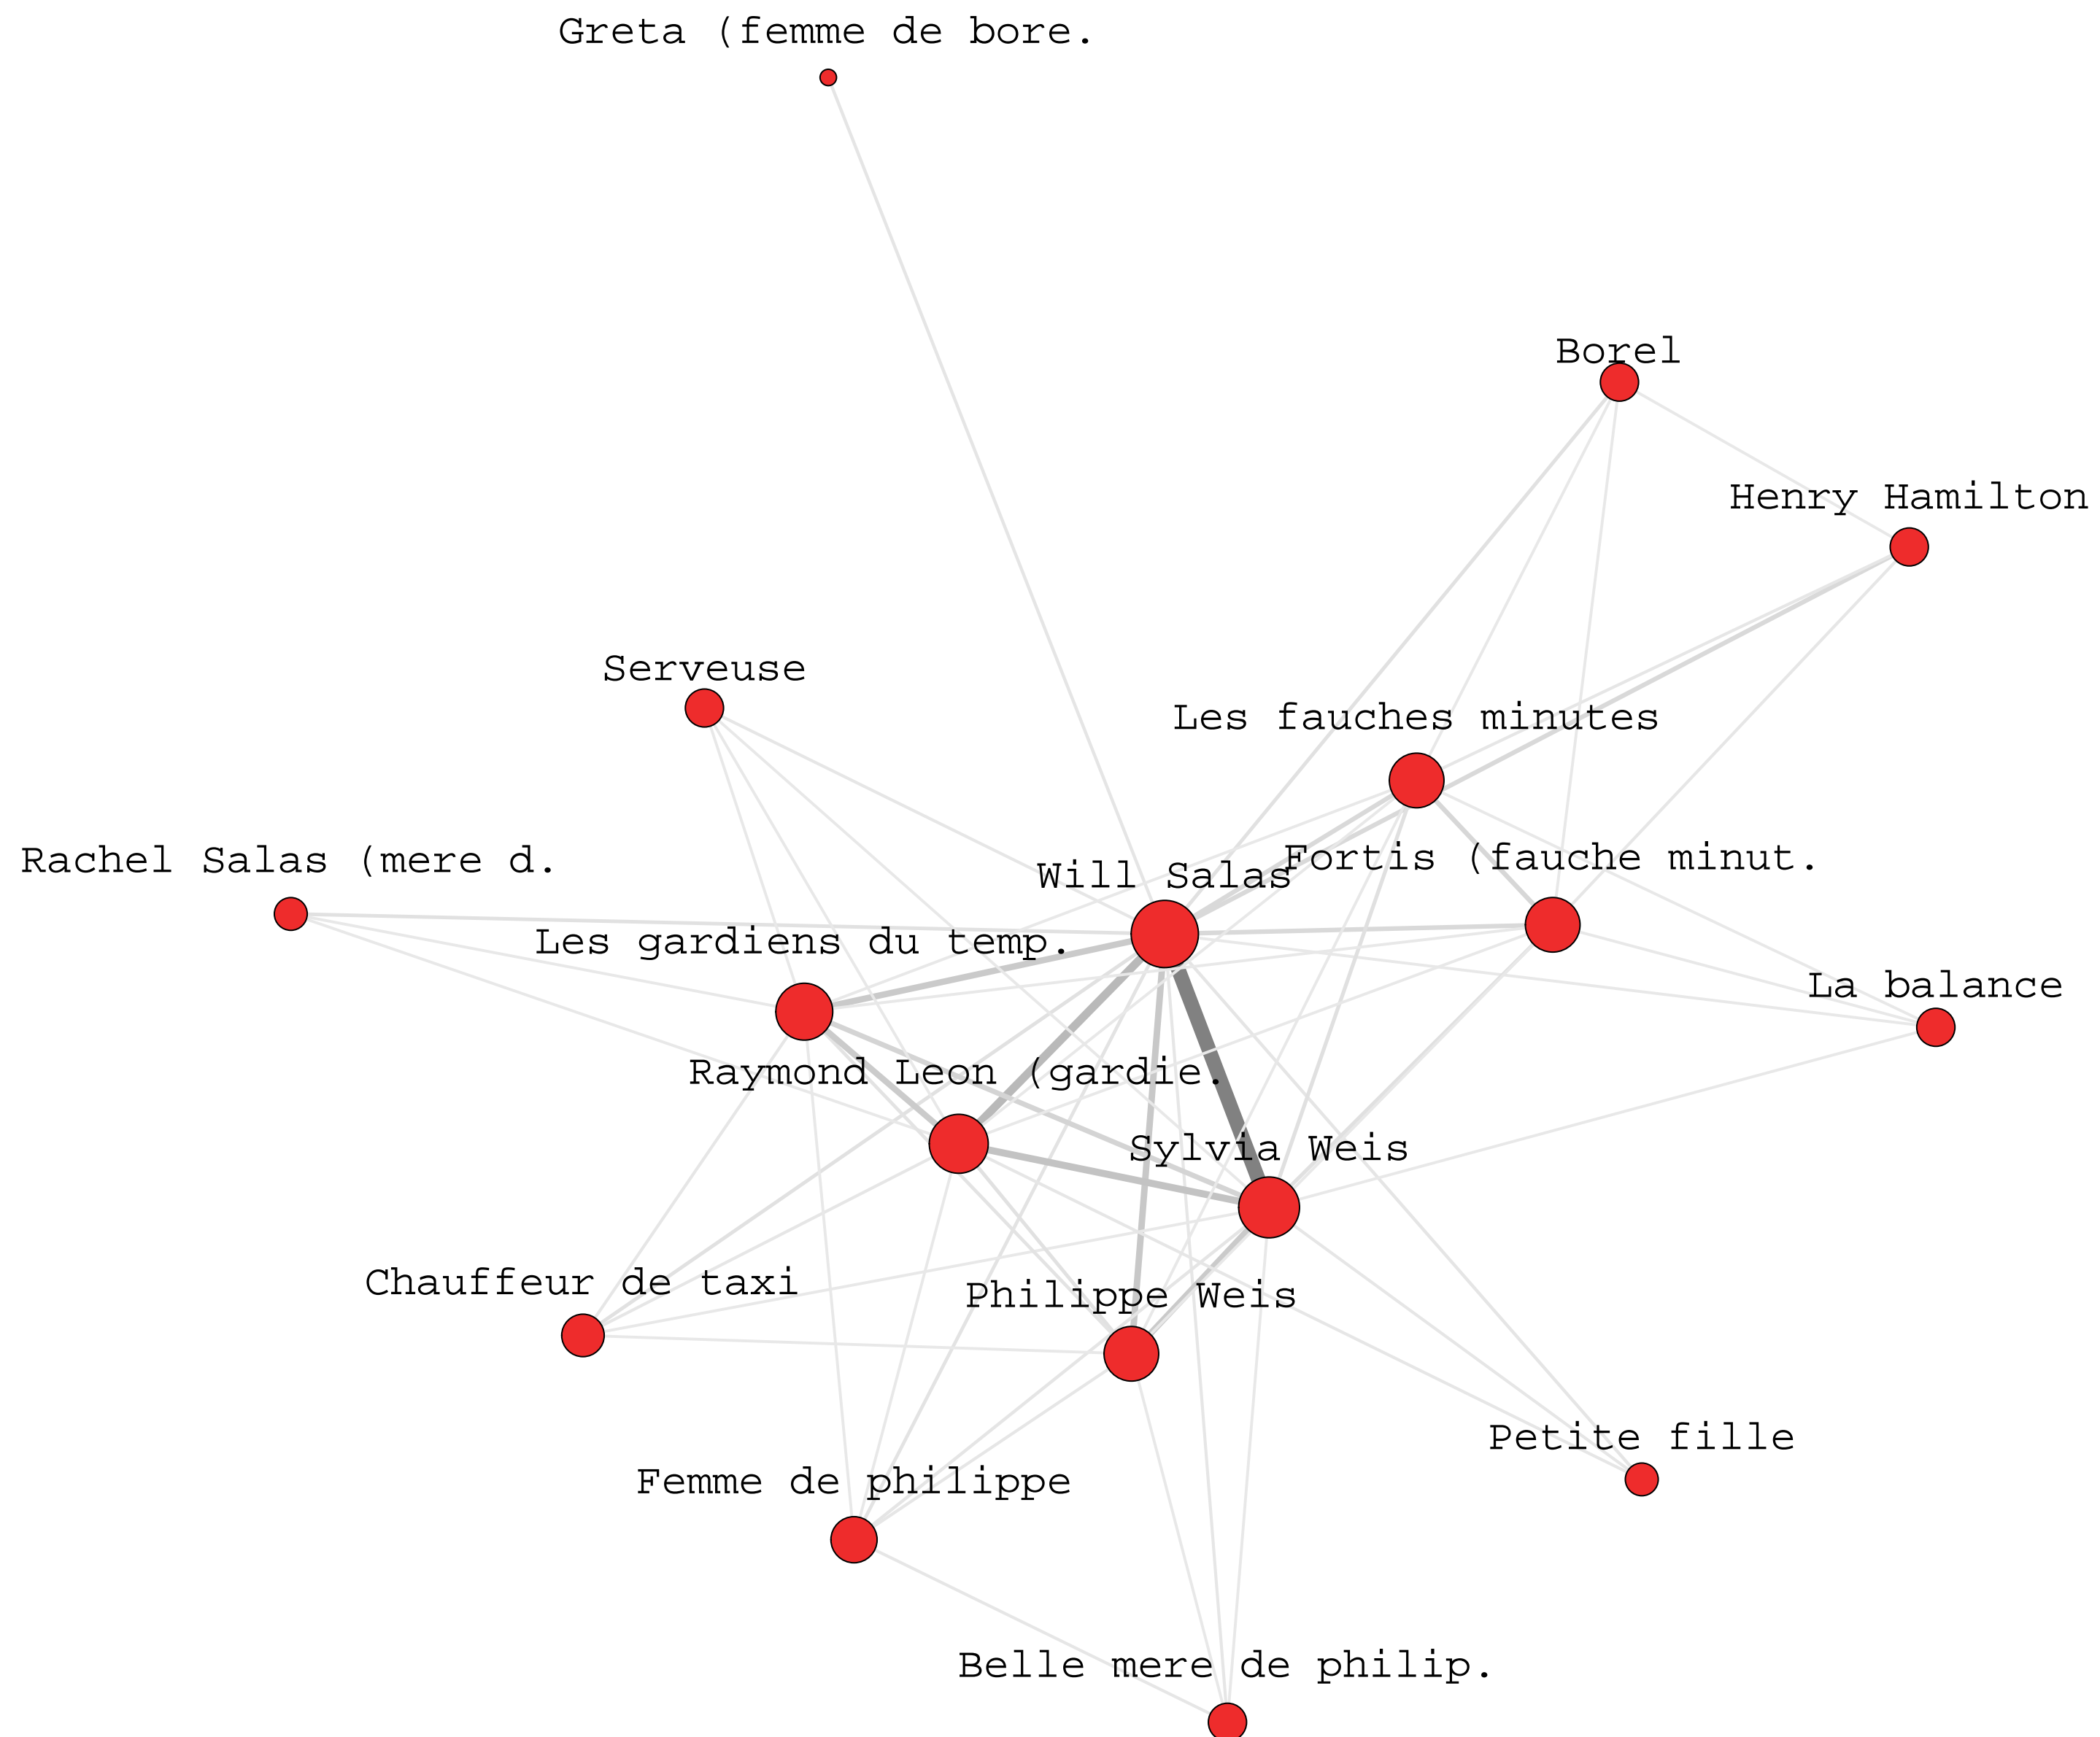 Greta (femme de bore.
Borel
Henry Hamilton
Serveuse
Les fauches minutes
Rachel Salas (mere d.
Will Salas
Fortis (fauche minut.
Les gardiens du temp.
La balance
Raymond Leon (gardie.
Sylvia Weis
Chauffeur de taxi
Philippe Weis
Petite fille
Femme de philippe
Belle mere de philip.